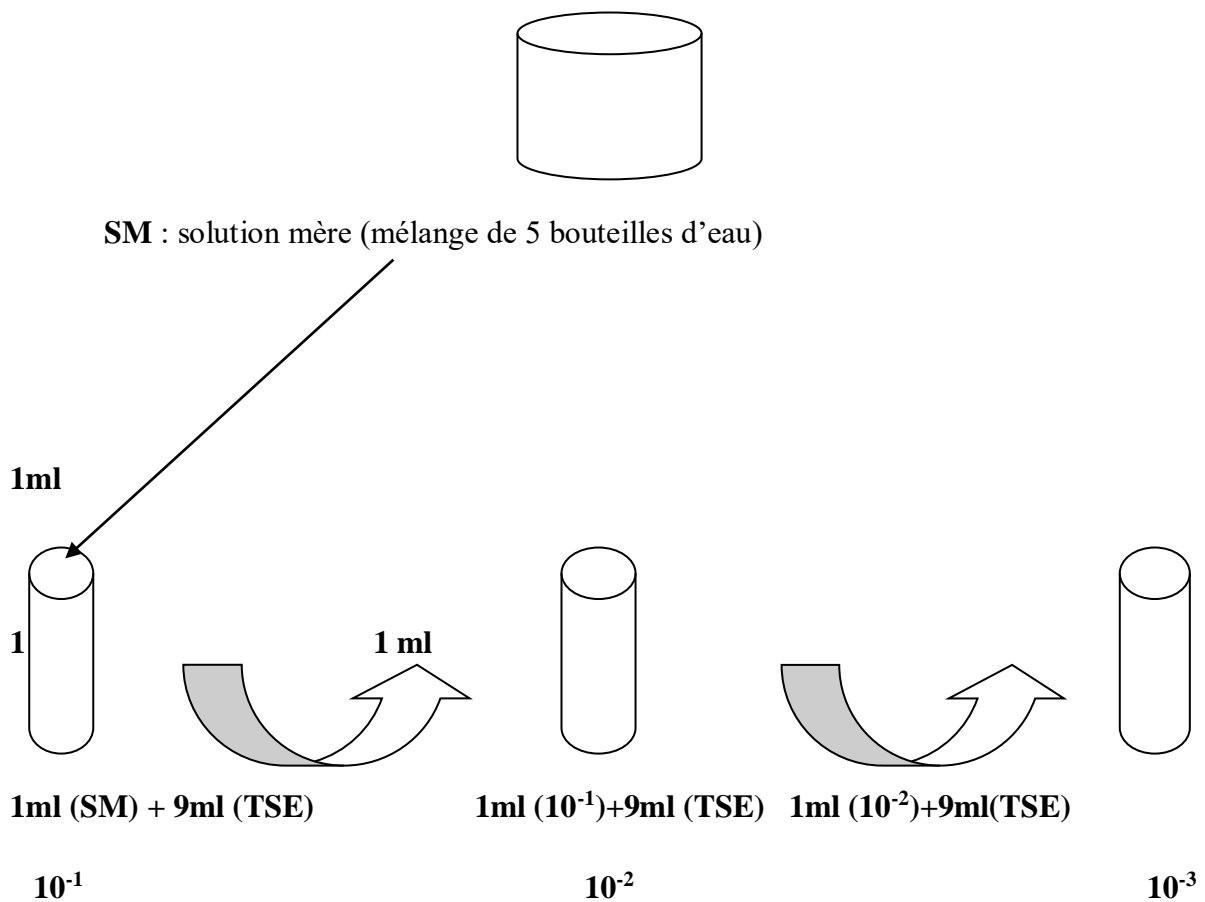 SM : solution mère (mélange de 5 bouteilles d’eau)
1ml
1 1 ml
1ml (SM) + 9ml (TSE) 1ml (10⁻¹)+9ml (TSE) 1ml (10⁻²)+9ml(TSE)
10⁻¹ 10⁻² 10⁻³